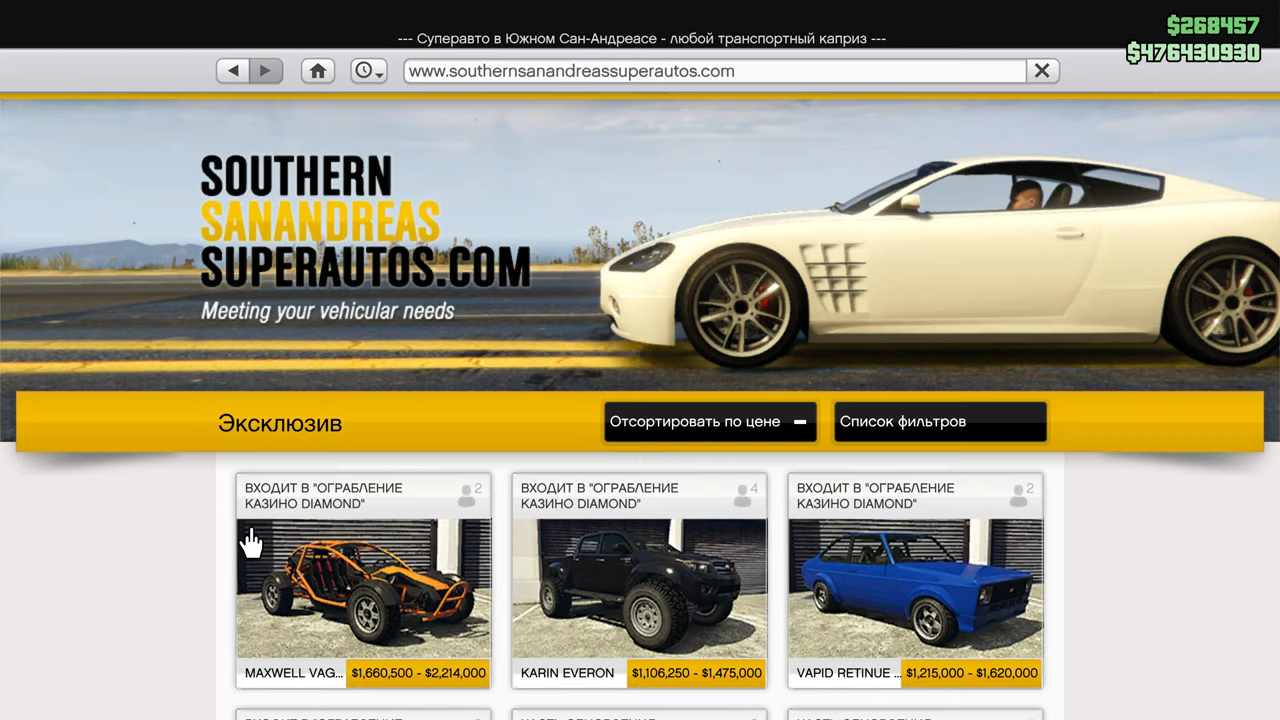 $268457
--- Суперавто в Южном Сан-Андреасе - любой транспортный каприз ---
$476430930
www.southernsanandreassuperautos.com
SOUTHERN
SANANDREAS
SUPERAUTOS.COM
Meeting your vehicular needs
Эксклюзив
Отсортировать по цене
Список фильтров
ВХОДИТ В "ОГРАБЛЕНИЕ
КАЗИНО DIAMOND"
2
ВХОДИТ В "ОГРАБЛЕНИЕ
КАЗИНО DIAMOND"
4
ВХОДИТ В "ОГРАБЛЕНИЕ
КАЗИНО DIAMOND"
2
MAXWELL VAG... $1,660,500 - $2,214,000
KARIN EVERON $1,106,250 - $1,475,000
VAPID RETINUE ... $1,215,000 - $1,620,000